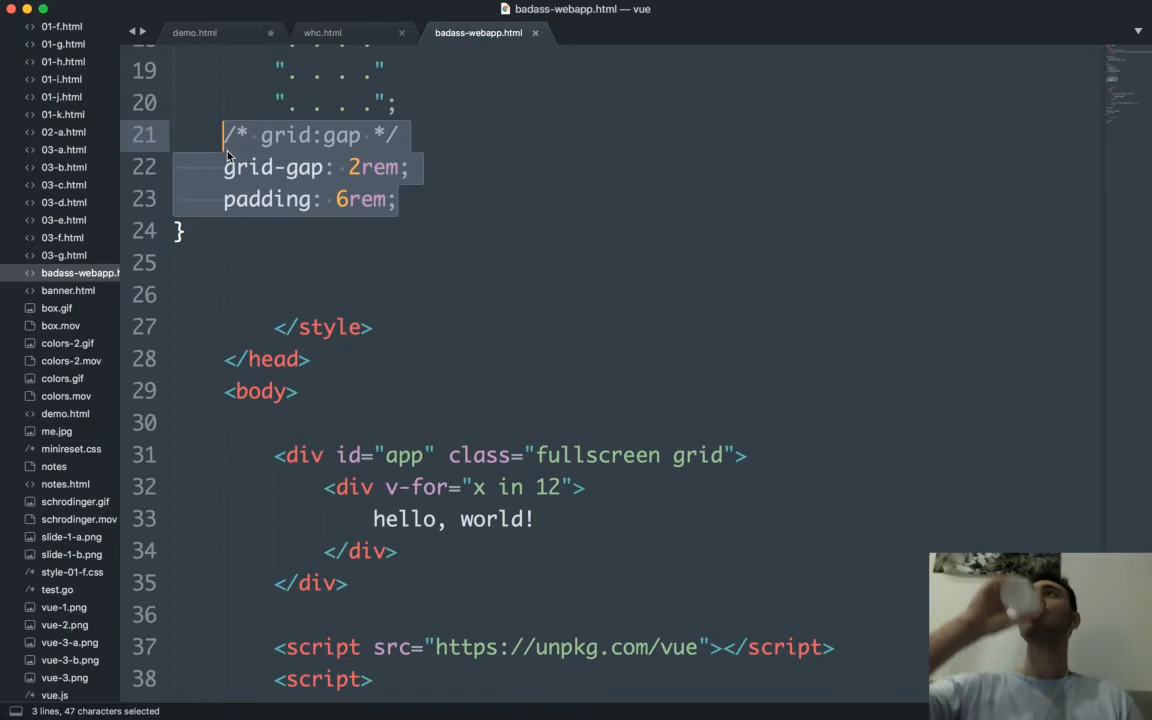 badass-webapp.html — vue
demo.html
whc.html
badass-webapp.html
01-f.html
01-g.html
01-h.html
01-i.html
01-j.html
01-k.html
02-a.html
03-a.html
03-b.html
03-c.html
03-d.html
03-e.html
03-f.html
03-g.html
badass-webapp.h
banner.html
box.gif
box.mov
colors-2.gif
colors-2.mov
colors.gif
colors.mov
demo.html
me.jpg
minireset.css
notes
notes.html
schrodinger.gif
schrodinger.mov
slide-1-a.png
slide-1-b.png
style-01-f.css
test.go
vue-1.png
vue-2.png
vue-3-a.png
vue-3-b.png
vue-3.png
vue.js
19 ". . . ."
20 ". . . .";
21 /* grid:gap */
22 grid-gap: 2rem;
23 padding: 6rem;
24 }
25
26
27 </style>
28 </head>
29 <body>
30
31 <div id="app" class="fullscreen grid">
32 <div v-for="x in 12">
33 hello, world!
34 </div>
35 </div>
36
37 <script src="https://unpkg.com/vue"></script>
38 <script>
3 lines, 47 characters selected